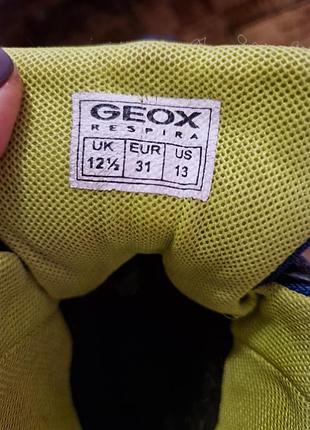 GEOX
RESPIRA
UK EUR US
12½ 31 13